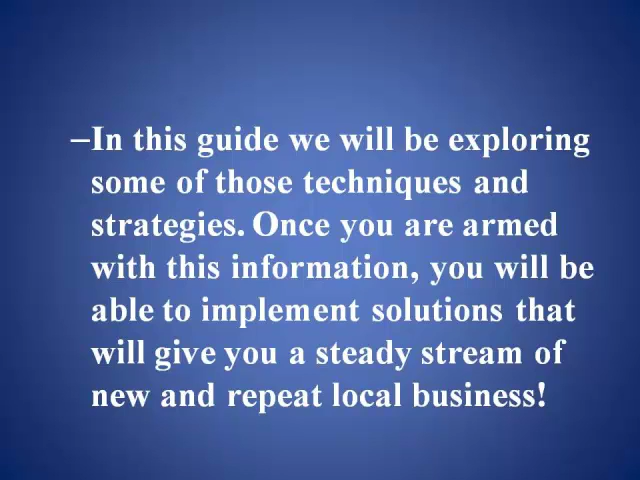 –In this guide we will be exploring
some of those techniques and
strategies. Once you are armed
with this information, you will be
able to implement solutions that
will give you a steady stream of
new and repeat local business!